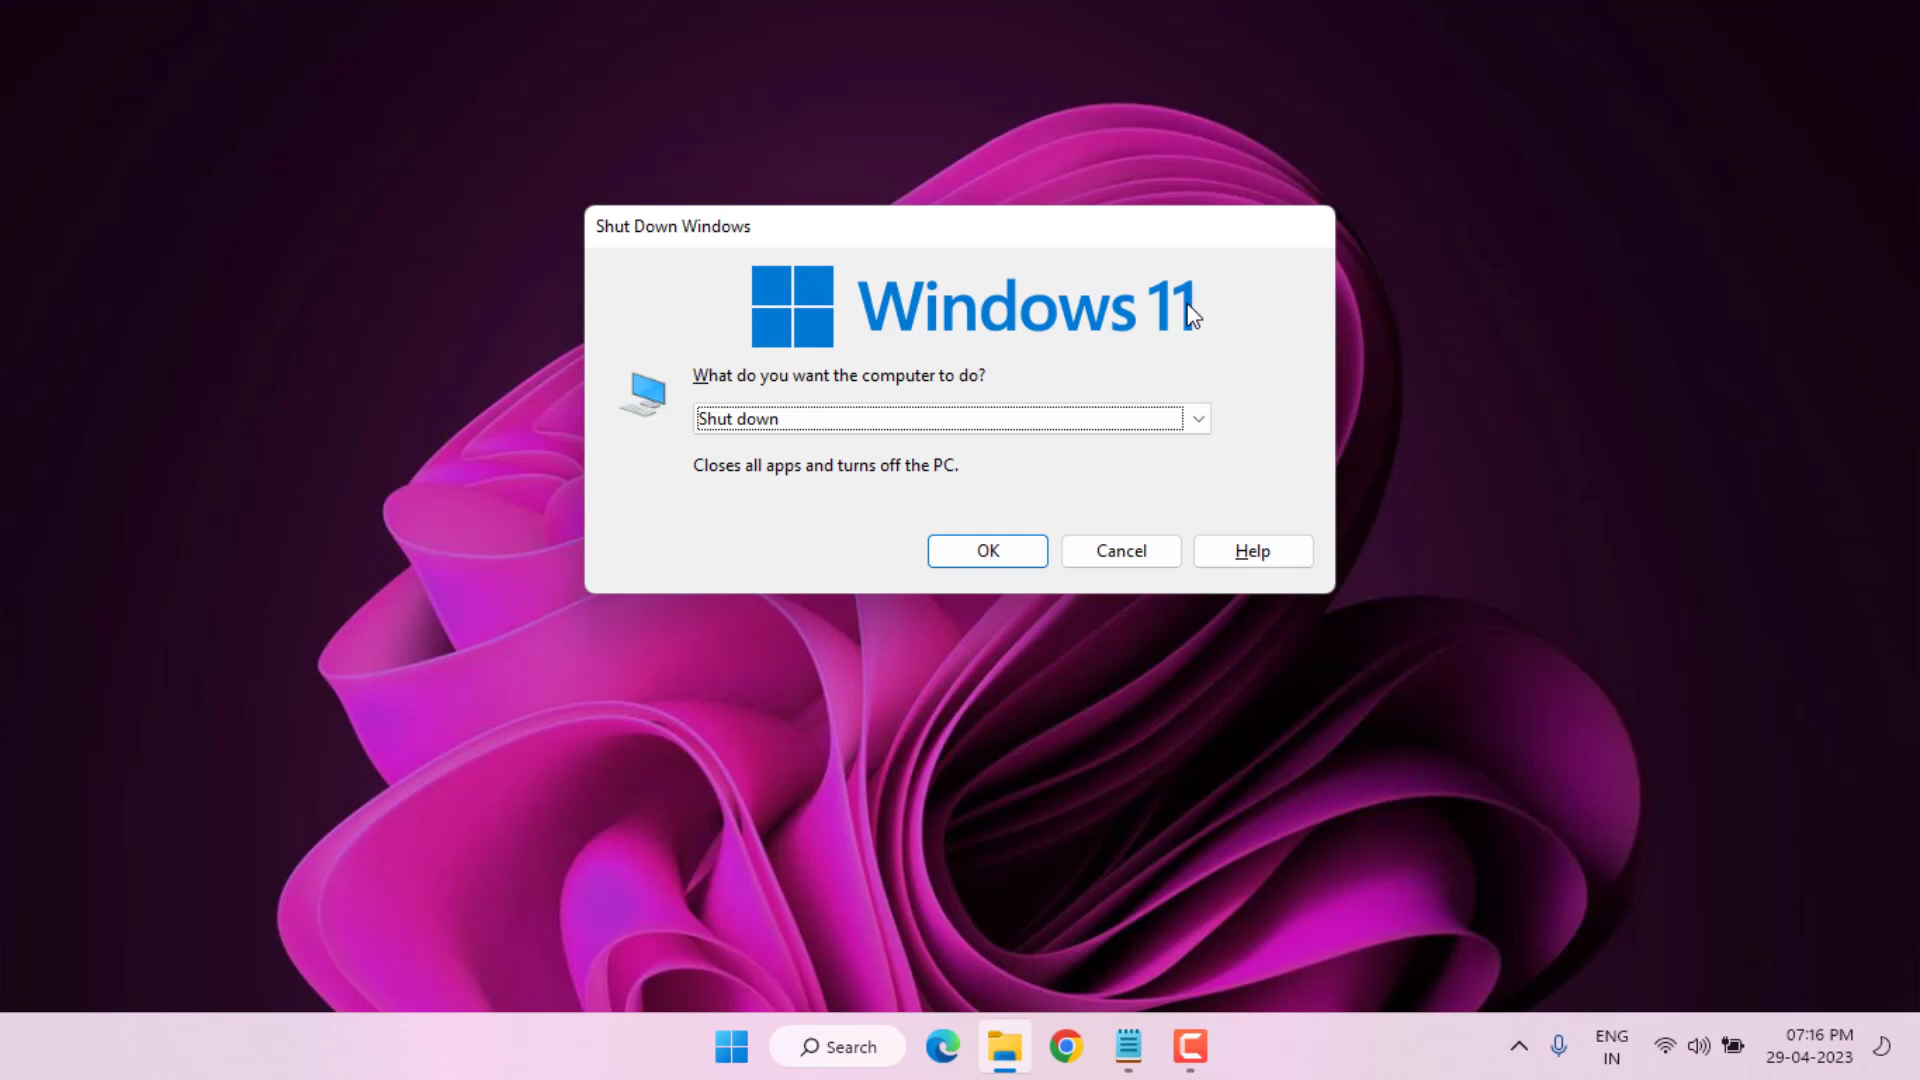 Shut Down Windows
Windows 11
What do you want the computer to do?
Shut down
Closes all apps and turns off the PC.
OK
Cancel
Help
Search
ENG
IN
07:16 PM
29-04-2023